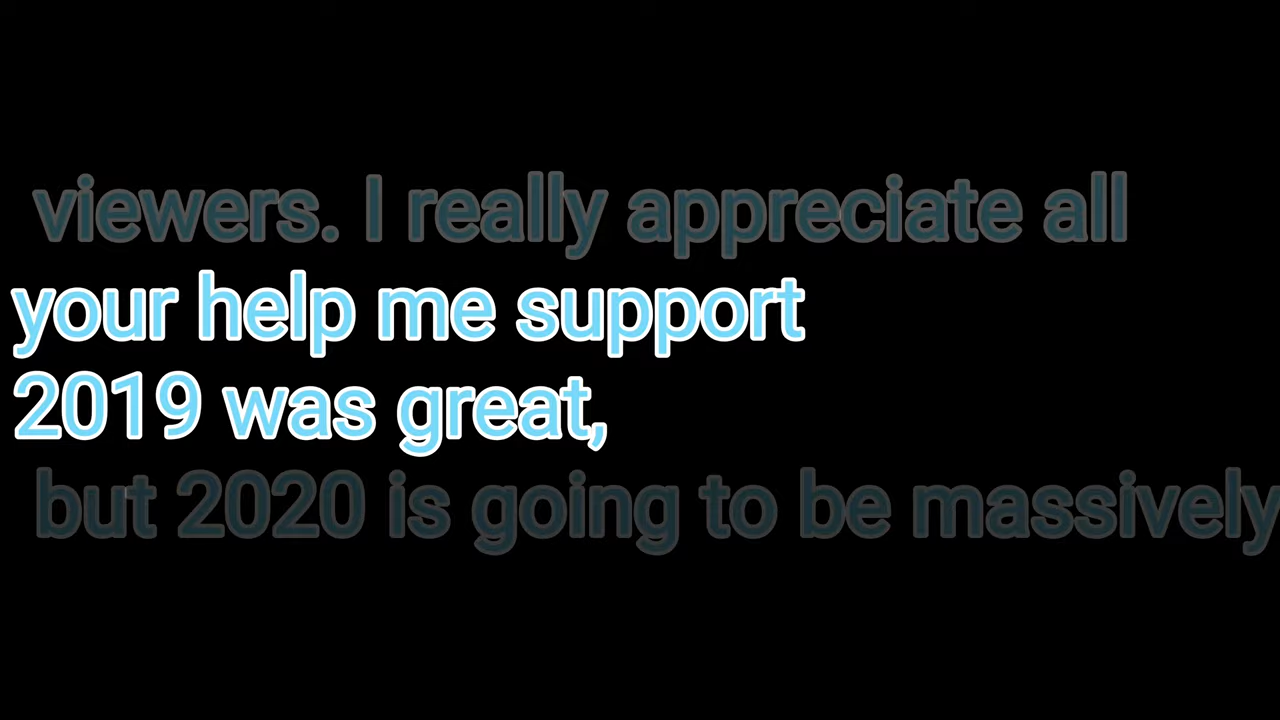 viewers. I really appreciate all
your help me support
2019 was great,
but 2020 is going to be massively